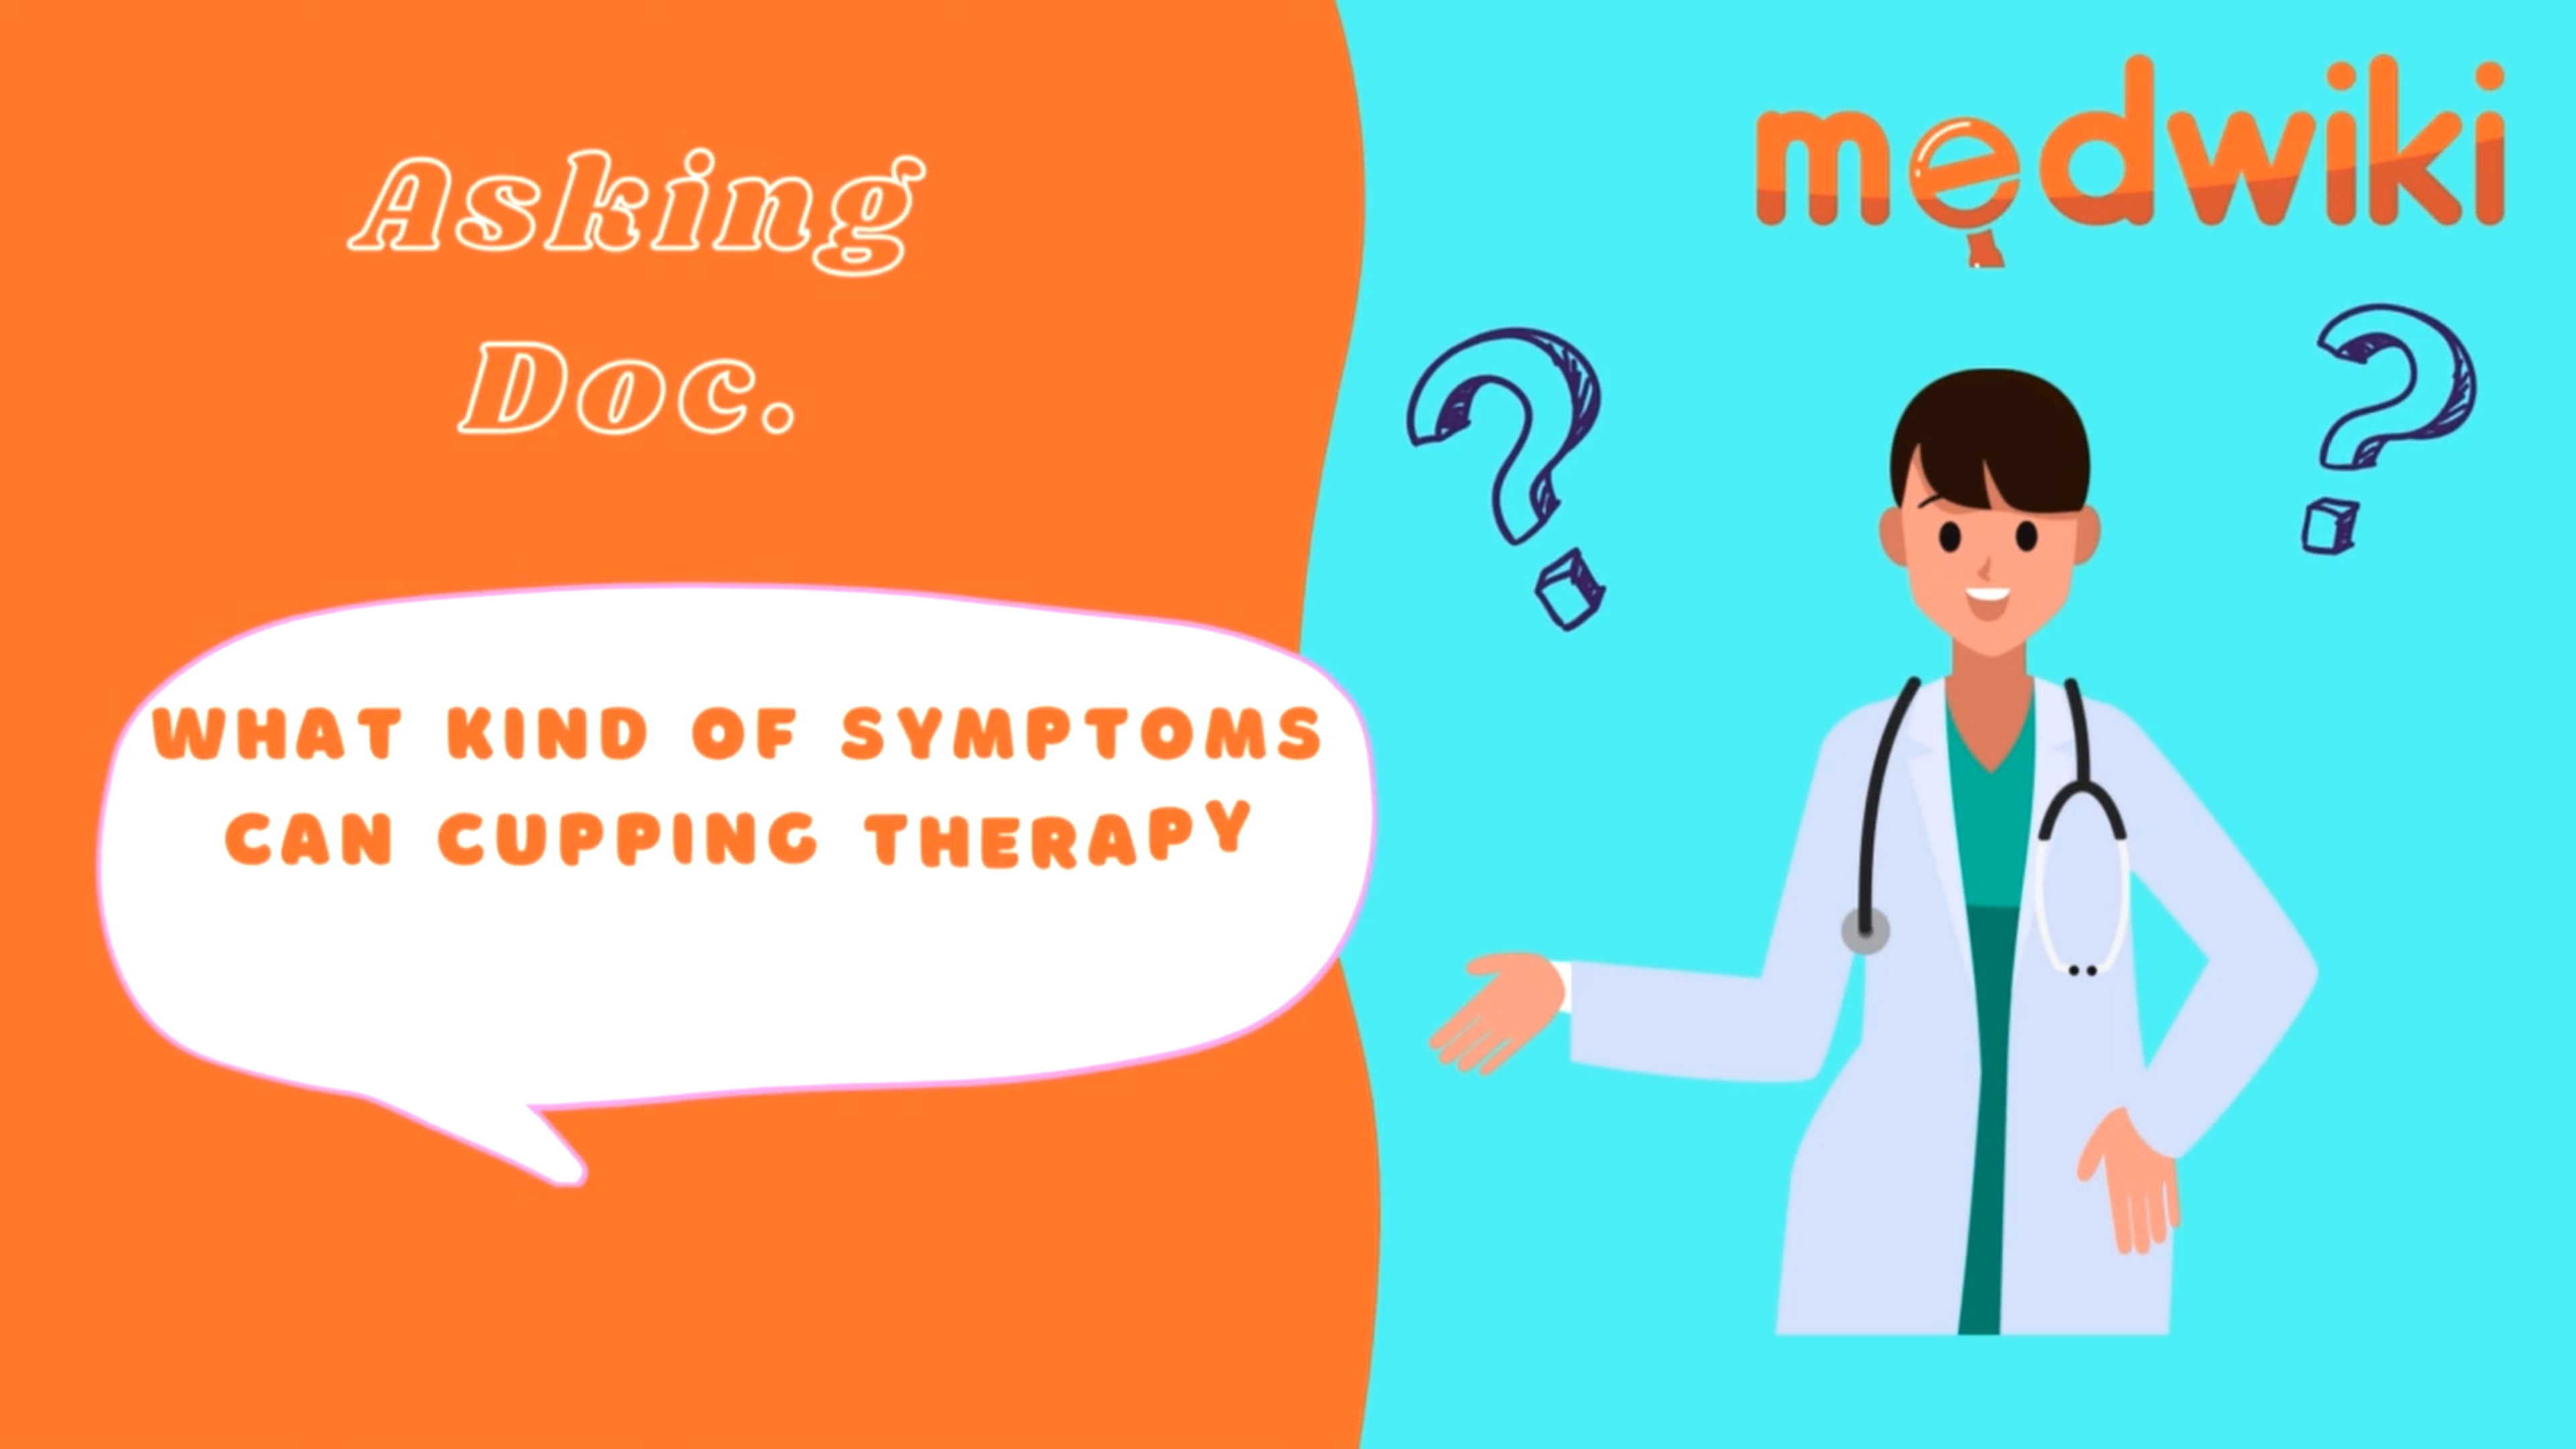 Asking
Doc.
medwiki
WHAT KIND OF SYMPTOMS
CAN CUPPING THERAPY